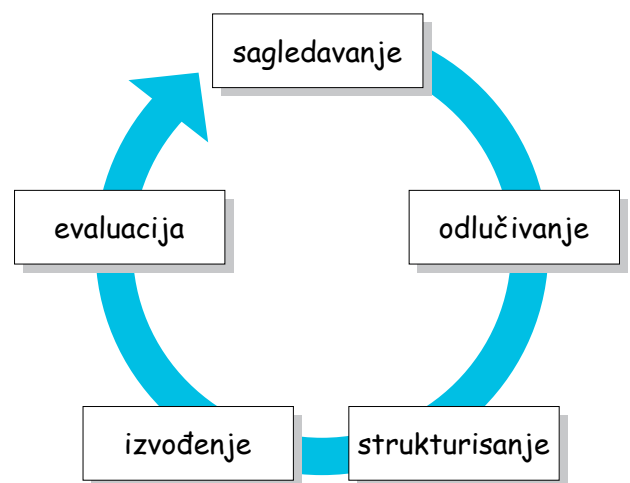 sagledavanje
odlučivanje
strukturisanje
izvođenje
evaluacija